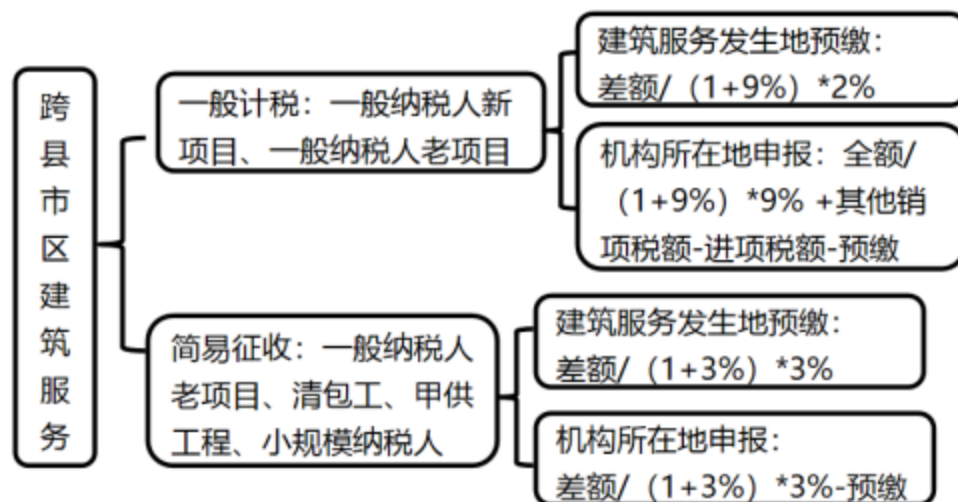 跨县市区建筑服务
一般计税：一般纳税人新
项目、一般纳税人老项目
建筑服务发生地预缴：
差额/（1+9%）*2%
机构所在地申报：全额/
（1+9%）*9% +其他销
项税额-进项税额-预缴
简易征收：一般纳税人
老项目、清包工、甲供
工程、小规模纳税人
建筑服务发生地预缴：
差额/（1+3%）*3%
机构所在地申报：
差额/（1+3%）*3%-预缴